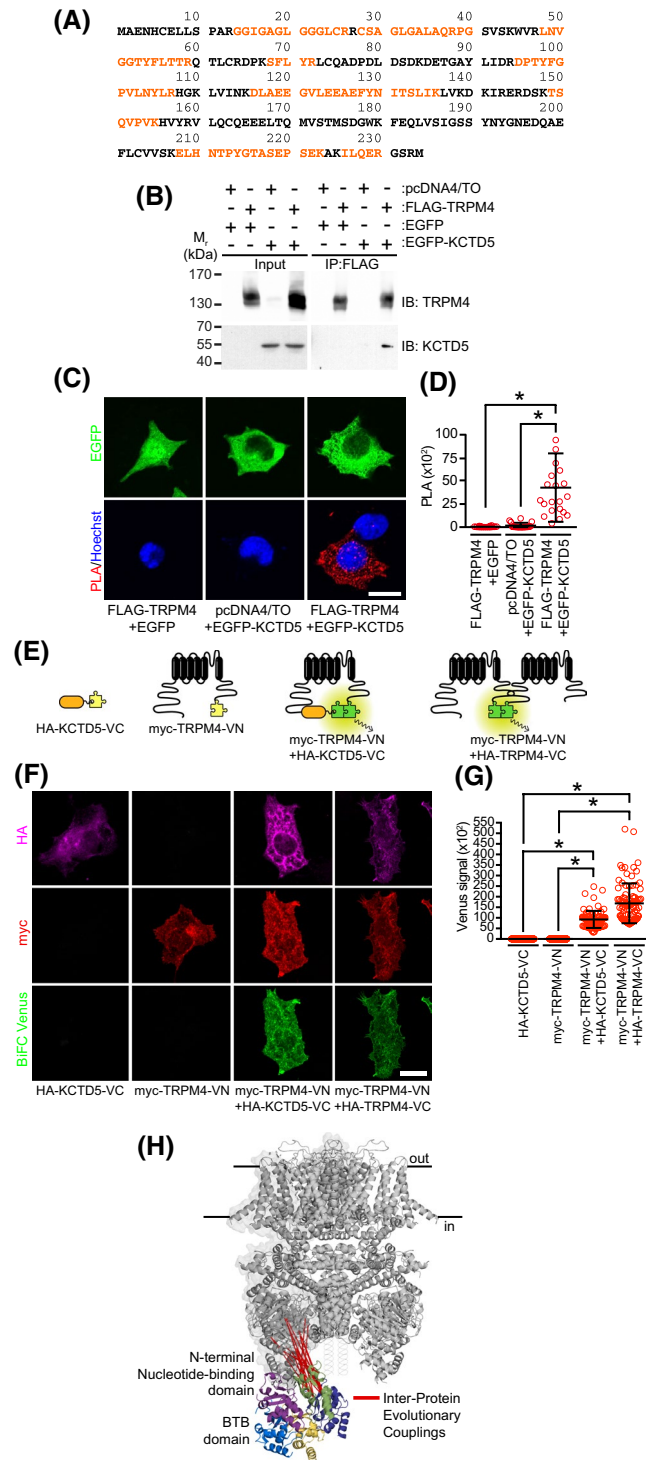 (A)
10 20 30 40 50
MAENHCELLS PARGGIGAGL GGGLCRRCSA GLGALAQRPG SVSKWVRLNV
60 70 80 90 100
GGTYFLTTRQ TLCRDPKSFL YRLCQADPDL DSDKDETGAY LIDRDPTYFG
110 120 130 140 150
PVLNYLRHGK LVINKDLAEE GVLEEAEFYN ITSLIKLVKD KIRERDSKTS
160 170 180 190 200
QVPVKHVYRV LQCQEEELTQ MVSTMSDGWK FEQLVSIGSS YNYGNEDQAE
210 220 230
FLCVVSKELH NTPYGTASEP SEKAKILQER GSRM
(B)
+ - + - + - + - :pcDNA4/TO
- + - + - + - + :FLAG-TRPM4
+ + - - + + - - :EGFP
- - + + - - + + :EGFP-KCTD5
Mr
(kDa)
Input IP:FLAG
170
130
IB: TRPM4
70
55
40
IB: KCTD5
(C)
EGFP
PLA/Hoechst
FLAG-TRPM4
+EGFP
pcDNA4/TO
+EGFP-KCTD5
FLAG-TRPM4
+EGFP-KCTD5
(D)
* *
PLA (x10²)
100
75
50
25
0
FLAG-TRPM4
+EGFP
pcDNA4/TO
+EGFP-KCTD5
FLAG-TRPM4
+EGFP-KCTD5
(E)
HA-KCTD5-VC
myc-TRPM4-VN
myc-TRPM4-VN
+HA-KCTD5-VC
myc-TRPM4-VN
+HA-TRPM4-VC
(F)
HA
myc
BiFC Venus
HA-KCTD5-VC
myc-TRPM4-VN
myc-TRPM4-VN
+HA-KCTD5-VC
myc-TRPM4-VN
+HA-TRPM4-VC
(G)
* * * *
Venus signal (x10³)
550
500
450
400
350
300
250
200
150
100
50
0
HA-KCTD5-VC
myc-TRPM4-VN
myc-TRPM4-VN
+HA-KCTD5-VC
myc-TRPM4-VN
+HA-TRPM4-VC
(H)
out
in
N-terminal
Nucleotide-binding
domain
BTB
domain
Inter-Protein
Evolutionary
Couplings